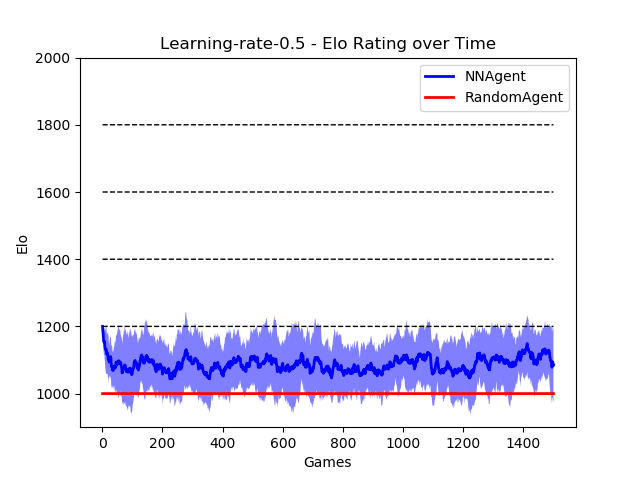 Learning-rate-0.5 - Elo Rating over Time
NNAgent
RandomAgent
2000
1800
1600
1400
1200
1000
Elo
0 200 400 600 800 1000 1200 1400
Games